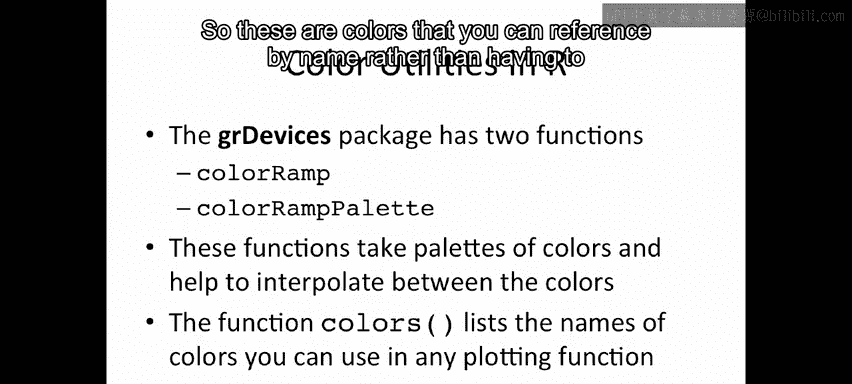 So these are colors that you can reference
by name rather than having to
Color Utilities in R
• The grDevices package has two functions
– colorRamp
– colorRampPalette
• These functions take palettes of colors and
help to interpolate between the colors
• The function colors() lists the names of
colors you can use in any plotting function
@bilibili.com